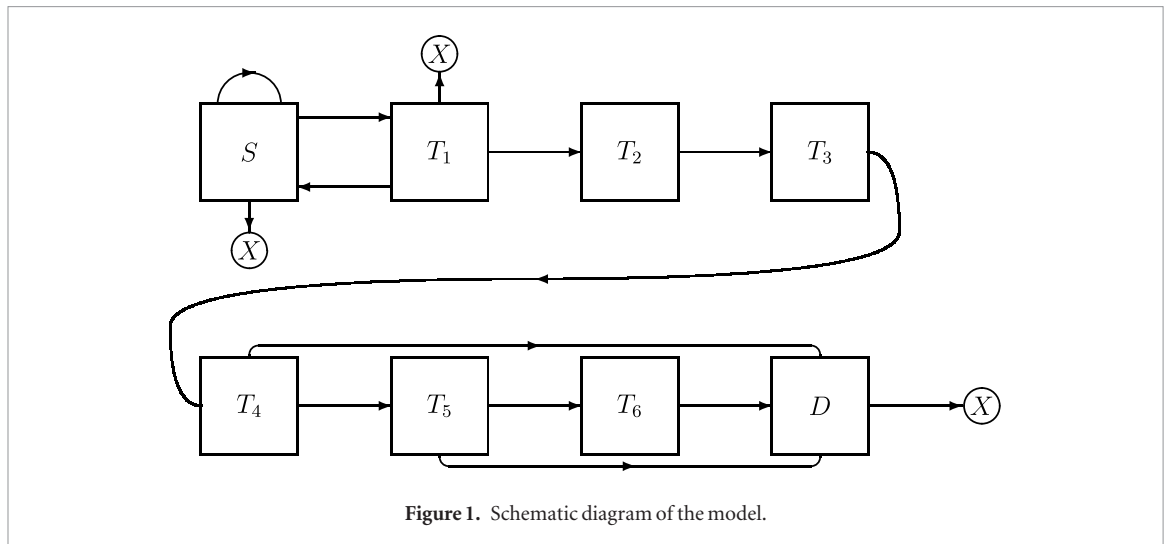 X
S T₁ T₂ T₃
X
T₄ T₅ T₆ D X
Figure 1. Schematic diagram of the model.